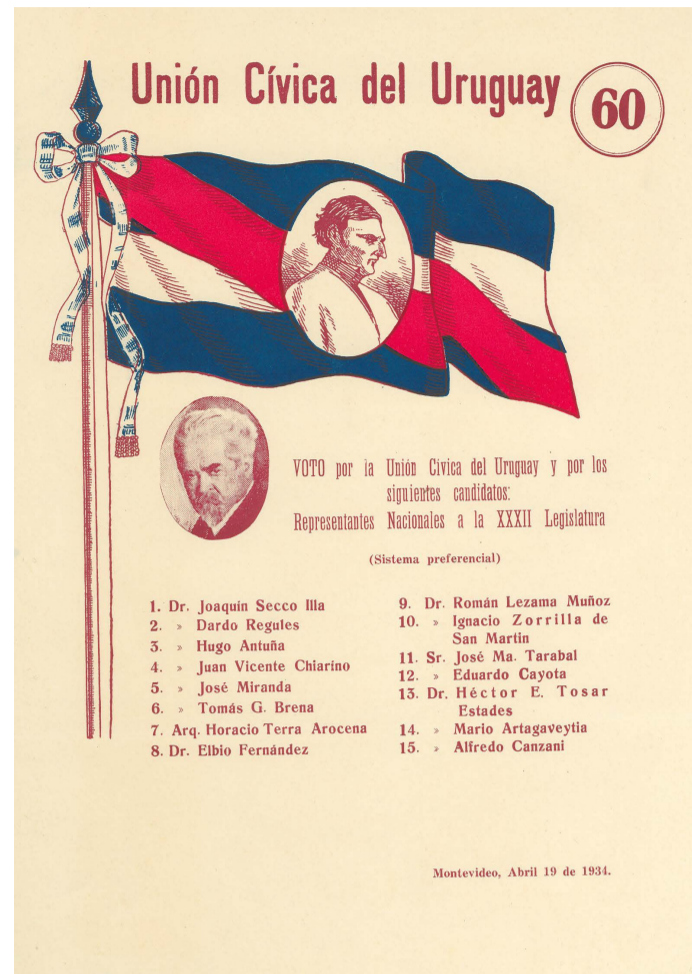 Unión Cívica del Uruguay
60
VOTO por la Unión Cívica del Uruguay y por los
siguientes candidatos:
Representantes Nacionales a la XXXII Legislatura
(Sistema preferencial)
1. Dr. Joaquín Secco Illa
2. » Dardo Regules
3. » Hugo Antuña
4. » Juan Vicente Chiarino
5. » José Miranda
6. » Tomás G. Brena
7. Arq. Horacio Terra Arocena
8. Dr. Elbio Fernández
9. Dr. Román Lezama Muñoz
10. » Ignacio Zorrilla de
San Martin
11. Sr. José Ma. Tarabal
12. » Eduardo Cayota
13. Dr. Héctor E. Tosar
Estades
14. » Mario Artagaveytia
15. » Alfredo Canzani
Montevideo, Abril 19 de 1934.